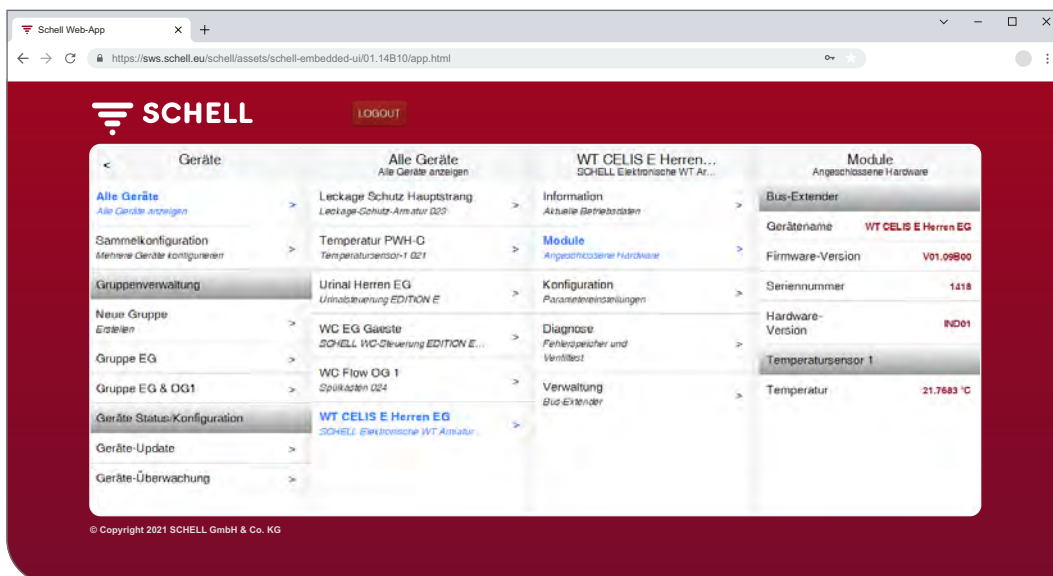 Schell Web-App
https://sws.schell.eu/schell/assets/schell-embedded-ui/01.14B10/app.html
SCHELL
LOGOUT
< Geräte
Alle Geräte
Alle Geräte anzeigen
>
Sammelkonfiguration
Mehrere Geräte konfigurieren
>
Gruppenverwaltung
Neue Gruppe
Erstellen
>
Gruppe EG >
Gruppe EG & OG1 >
Geräte Status/Konfiguration
Geräte-Update >
Geräte-Überwachung >
Alle Geräte
Alle Geräte anzeigen
Leckage Schutz Hauptstrang
Leckage-Schutz-Armatur 023
>
Temperatur PWH-C
Temperatursensor-1 021
>
Urinal Herren EG
Urinalsteuerung EDITION E
>
WC EG Gaeste
SCHELL WC-Steuerung EDITION E...
>
WC Flow OG 1
Spülkasten 024
>
WT CELIS E Herren EG
SCHELL Elektronische WT Armatur
>
WT CELIS E Herren...
SCHELL Elektronische WT Ar...
Information
Aktuelle Betriebsdaten
>
Module
Angeschlossene Hardware
>
Konfiguration
Parametereinstellungen
>
Diagnose
Fehlerspeicher und
Ventiltest
>
Verwaltung
Bus-Extender
>
Module
Angeschlossene Hardware
Bus-Extender
Gerätename WT CELIS E Herren EG
Firmware-Version V01.09B00
Seriennummer 1418
Hardware-
Version IND01
Temperatursensor 1
Temperatur 21.7683 °C
© Copyright 2021 SCHELL GmbH & Co. KG